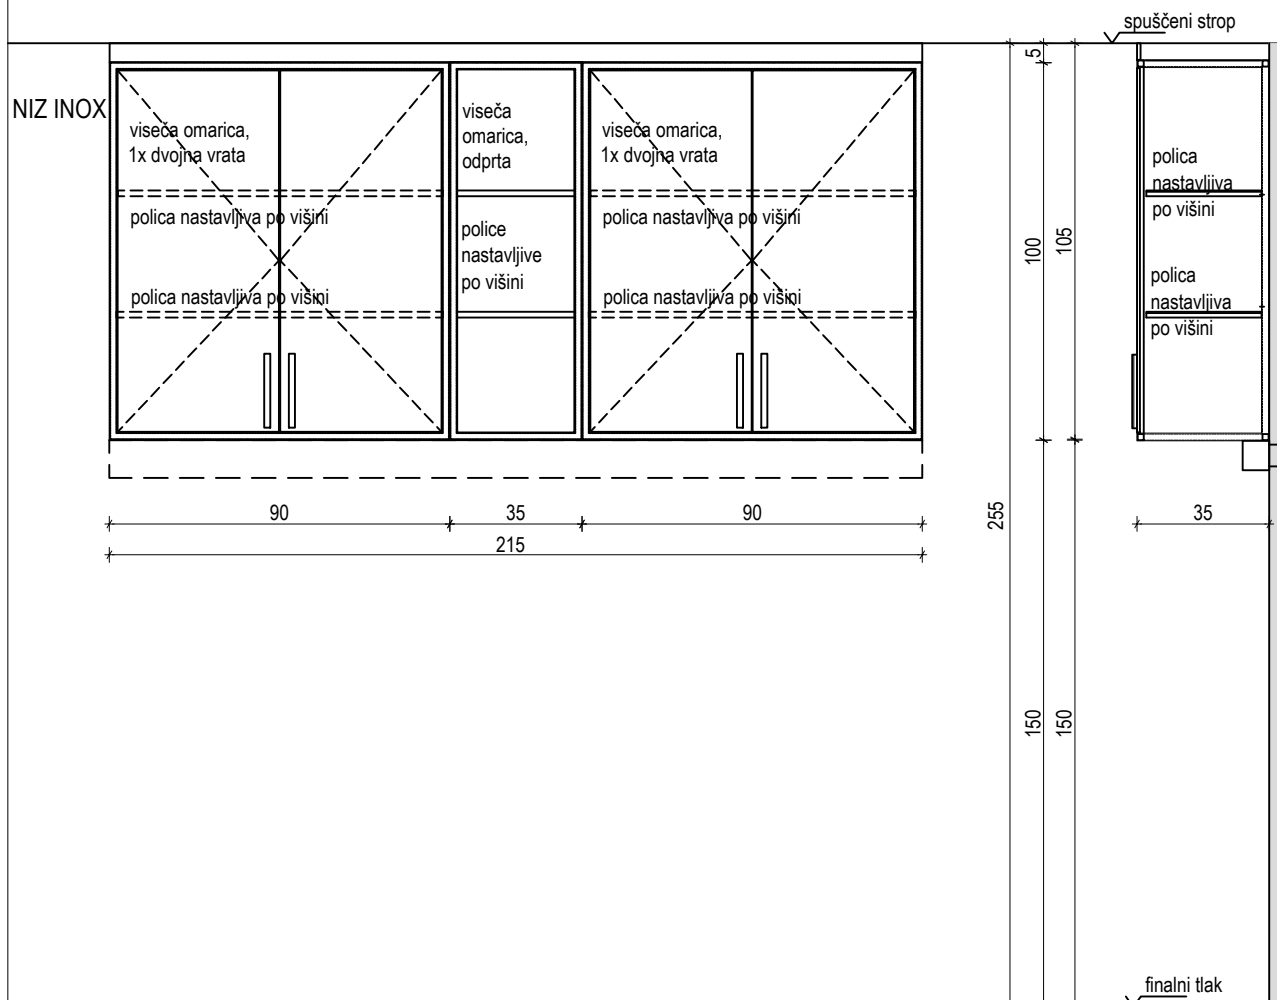 spuščeni strop
NIZ INOX
viseča omarica,
1x dvojna vrata
polica nastavljiva po višini
polica nastavljiva po višini
viseča
omarica,
odprta
police
nastavljive
po višini
viseča omarica,
1x dvojna vrata
polica nastavljiva po višini
polica nastavljiva po višini
5
100
105
255
150
150
polica
nastavljiva
po višini
polica
nastavljiva
po višini
90
35
90
215
35
finalni tlak